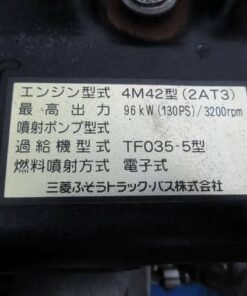 エンジン型式 4M42型(2AT3)
最高出力 96kW(130PS)/3200rpm
噴射ポンプ型式
過給機型式 TF035-5型
燃料噴射方式 電子式
三菱ふそうトラック・バス株式会社